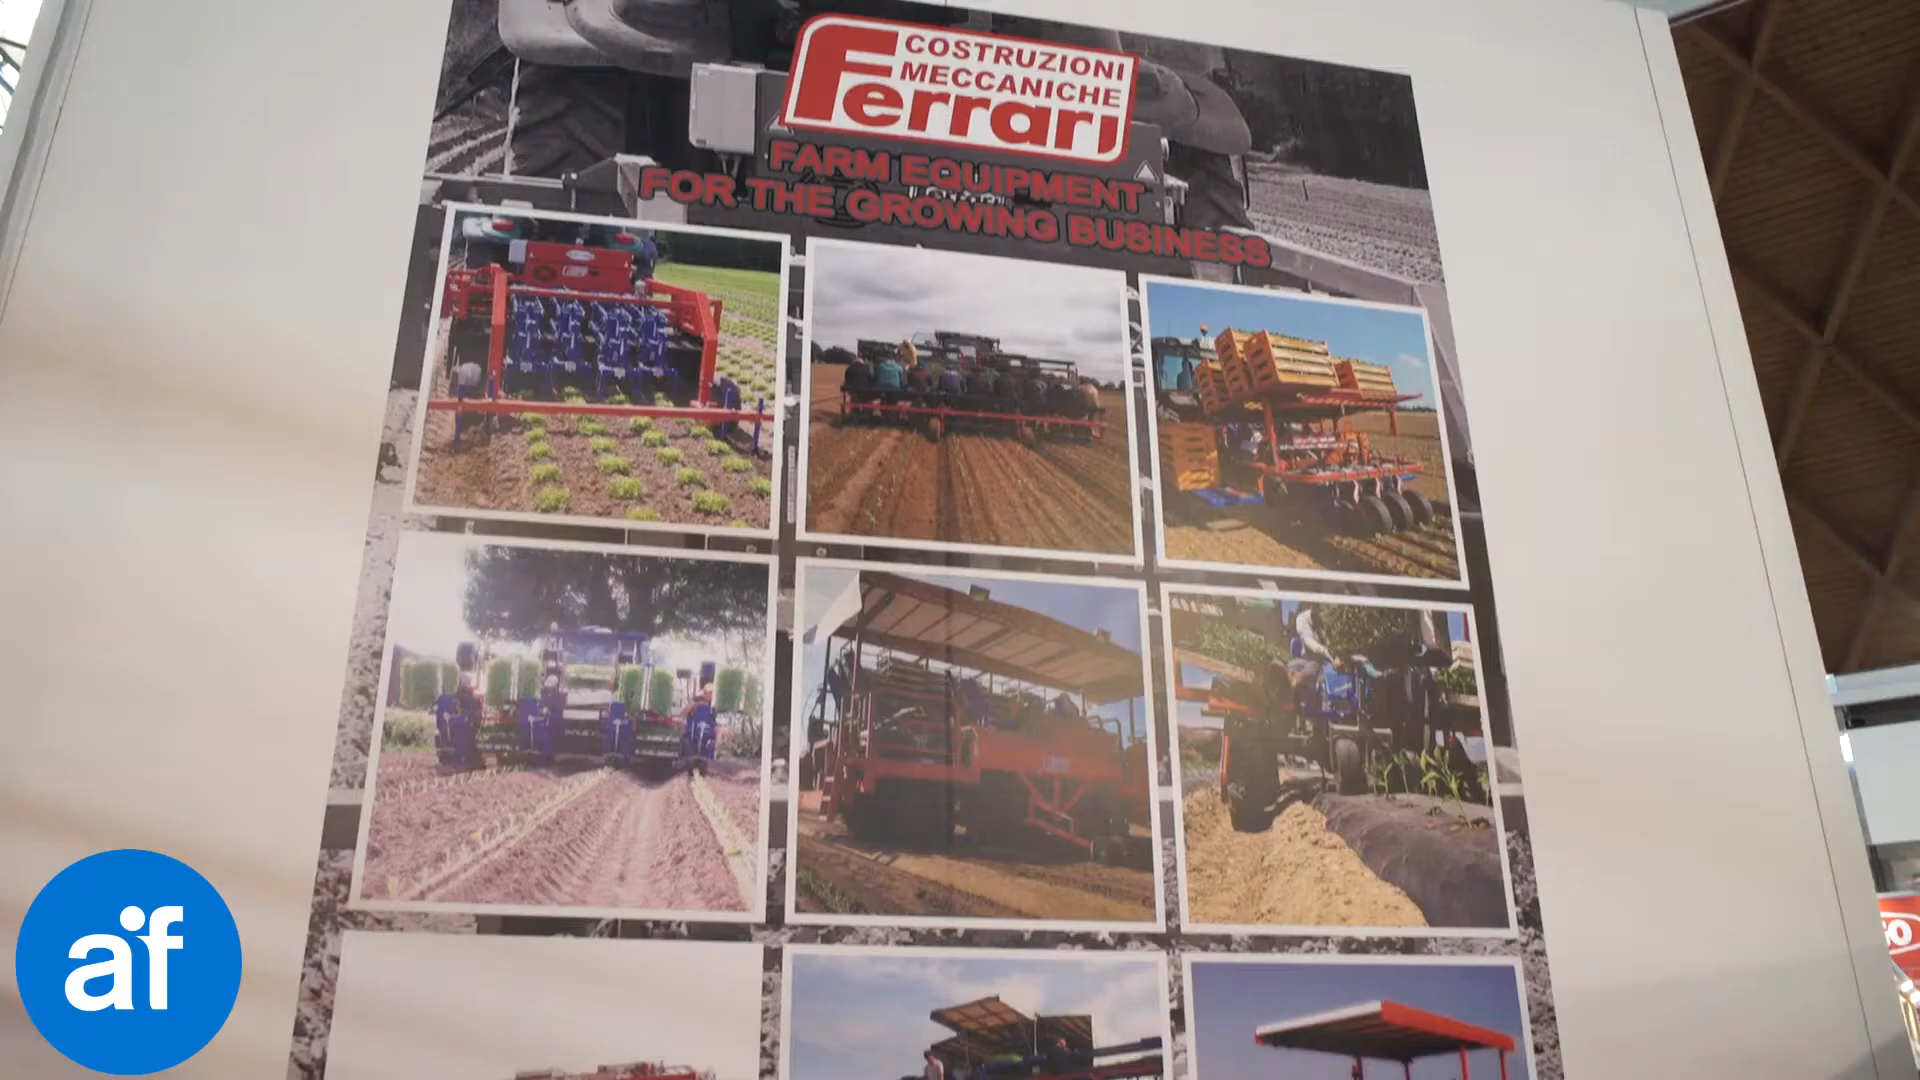 COSTRUZIONI
MECCANICHE
Ferrari
FARM EQUIPMENT
FOR THE GROWING BUSINESS
af